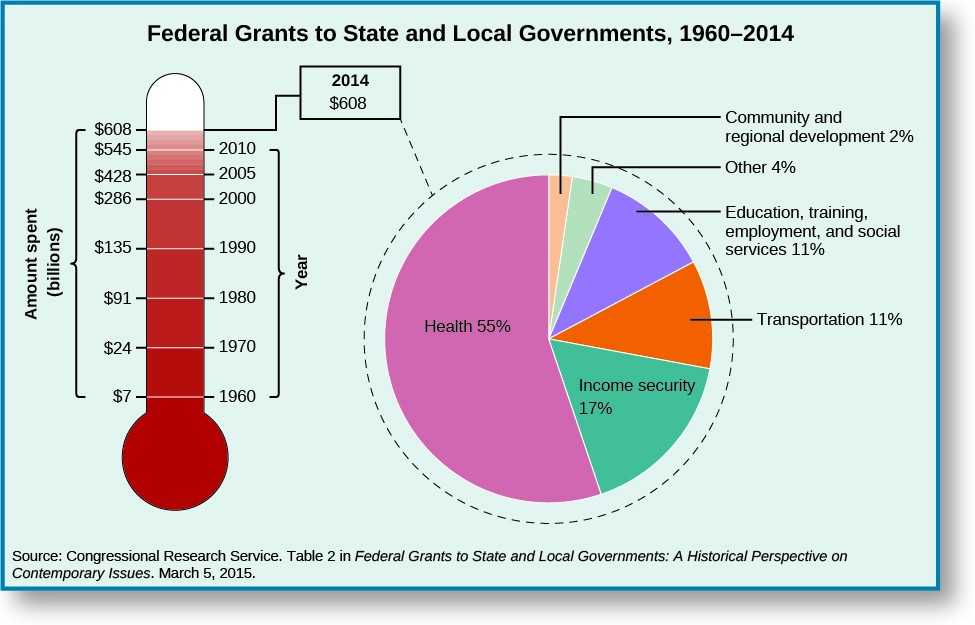 Federal Grants to State and Local Governments, 1960–2014
2014
$608
$608
$545
$428
$286
$135
$91
$24
$7
Amount spent
(billions)
2010
2005
2000
1990
1980
1970
1960
Year
Community and
regional development 2%
Other 4%
Education, training,
employment, and social
services 11%
Transportation 11%
Health 55%
Income security
17%
Source: Congressional Research Service. Table 2 in Federal Grants to State and Local Governments: A Historical Perspective on
Contemporary Issues. March 5, 2015.